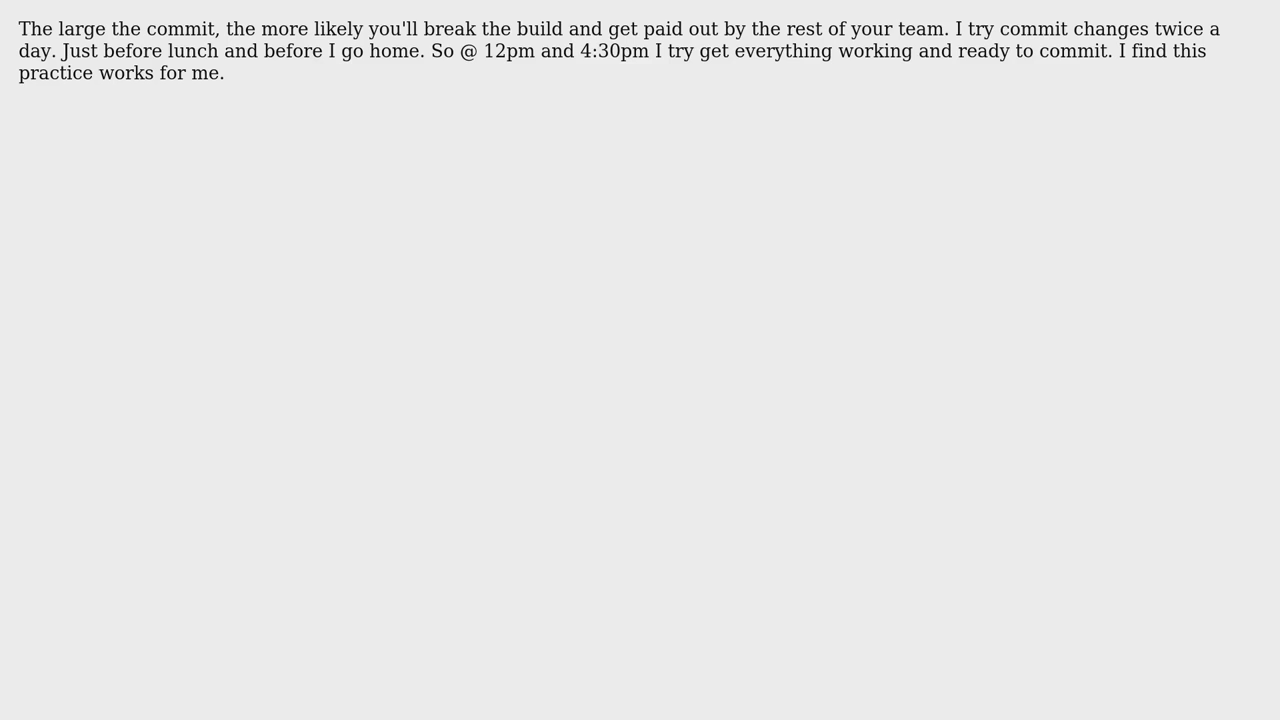 The large the commit, the more likely you'll break the build and get paid out by the rest of your team. I try commit changes twice a
day. Just before lunch and before I go home. So @ 12pm and 4:30pm I try get everything working and ready to commit. I find this
practice works for me.